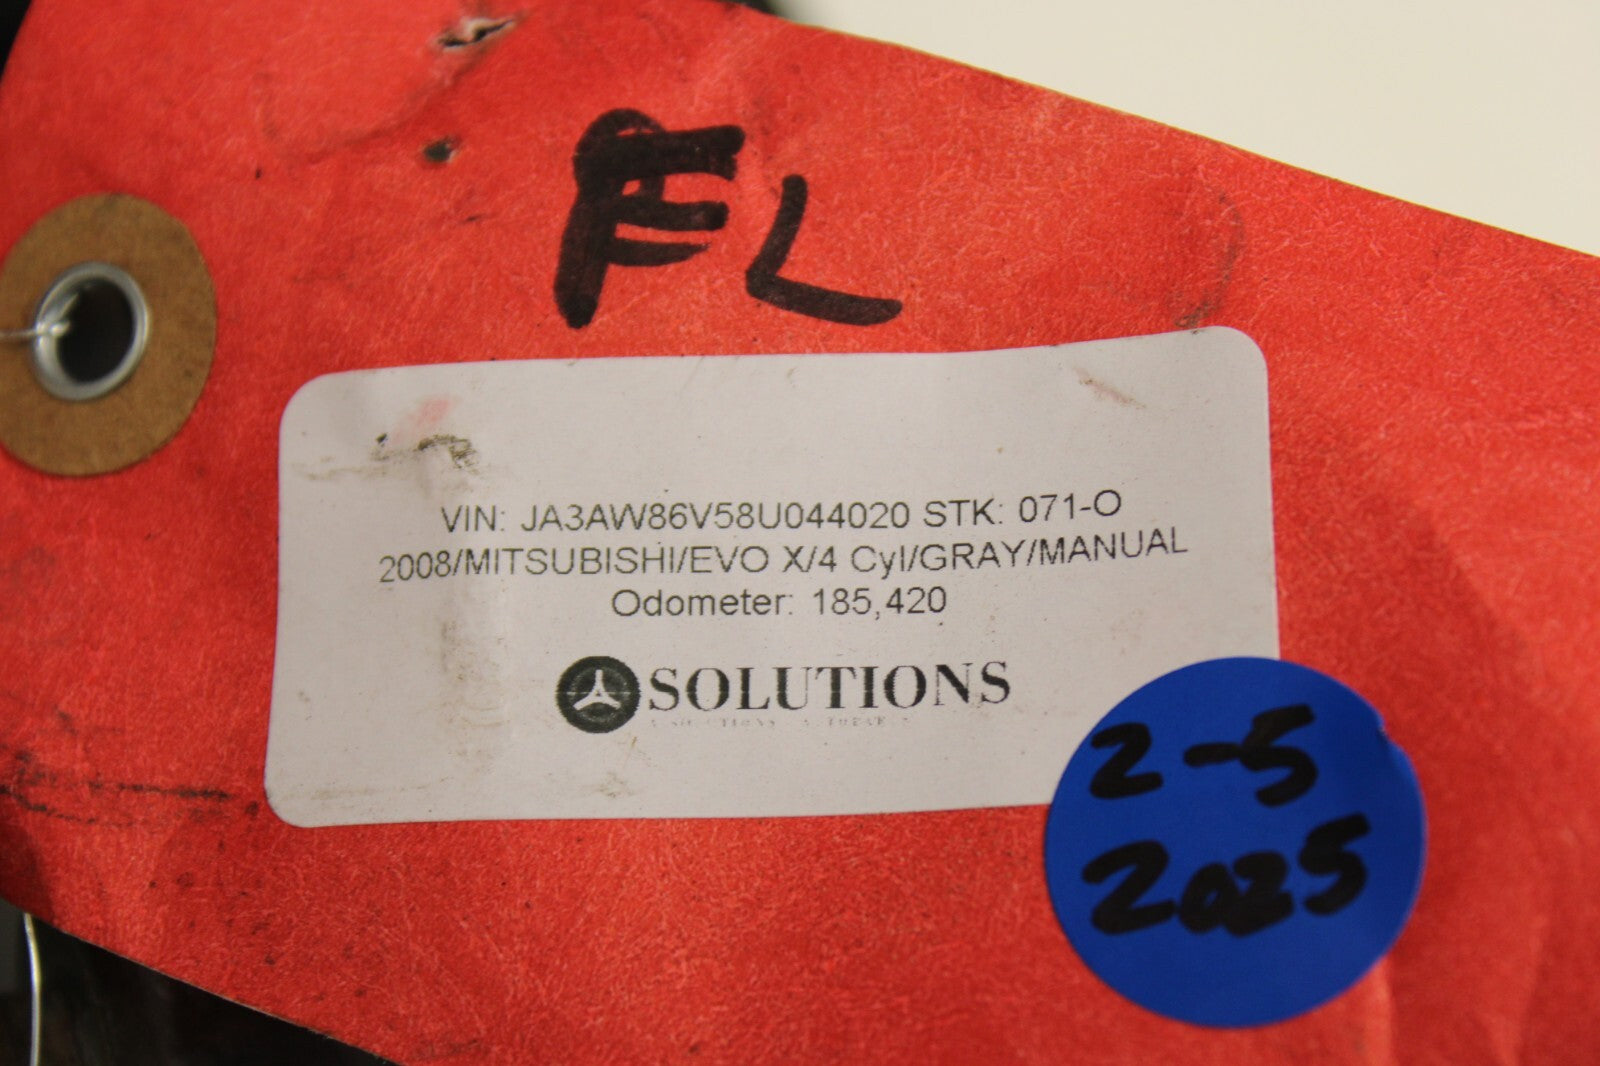 FL
VIN: JA3AW86V58U044020 STK: 071-O
2008/MITSUBISHI/EVO X/4 Cyl/GRAY/MANUAL
Odometer: 185,420
SOLUTIONS
2-5
2025